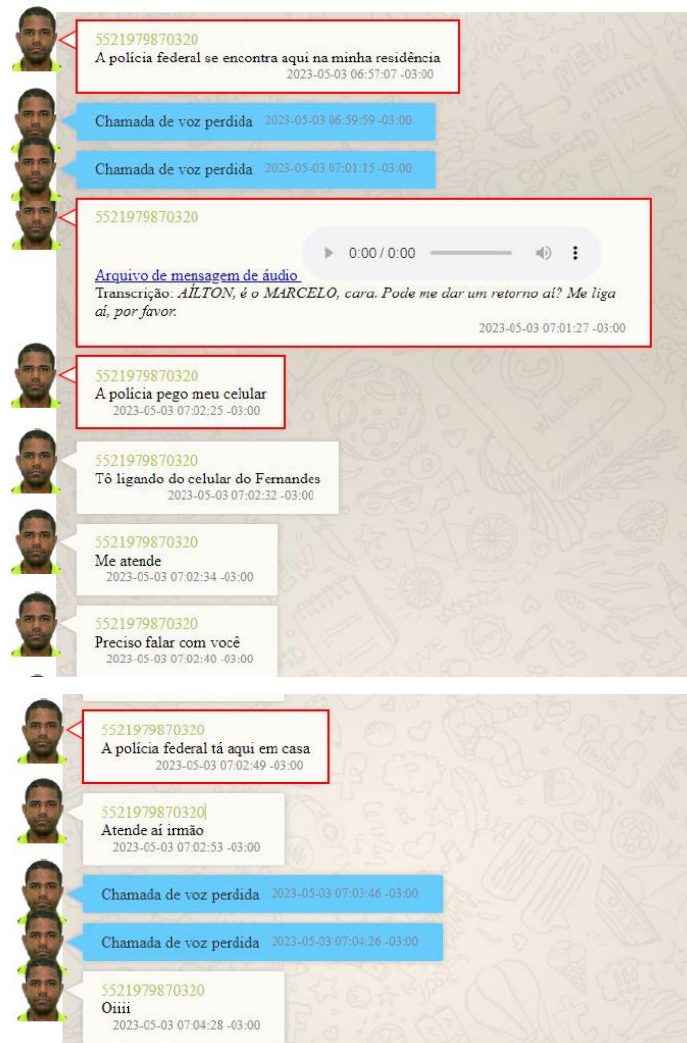 5521979870320
A polícia federal se encontra aqui na minha residência
2023-05-03 06:57:07 -03:00
Chamada de voz perdida 2023-05-03 06:59:59 -03:00
Chamada de voz perdida 2023-05-03 07:01:15 -03:00
5521979870320
0:00 / 0:00
Arquivo de mensagem de áudio
Transcrição: AÍLTON, é o MARCELO, cara. Pode me dar um retorno aí? Me liga
aí, por favor.
2023-05-03 07:01:27 -03:00
5521979870320
A polícia pego meu celular
2023-05-03 07:02:25 -03:00
5521979870320
Tô ligando do celular do Fernandes
2023-05-03 07:02:32 -03:00
5521979870320
Me atende
2023-05-03 07:02:34 -03:00
5521979870320
Preciso falar com você
2023-05-03 07:02:40 -03:00
5521979870320
A polícia federal tá aqui em casa
2023-05-03 07:02:49 -03:00
5521979870320
Atende aí irmão
2023-05-03 07:02:53 -03:00
Chamada de voz perdida 2023-05-03 07:03:46 -03:00
Chamada de voz perdida 2023-05-03 07:04:26 -03:00
5521979870320
Oiiii
2023-05-03 07:04:28 -03:00